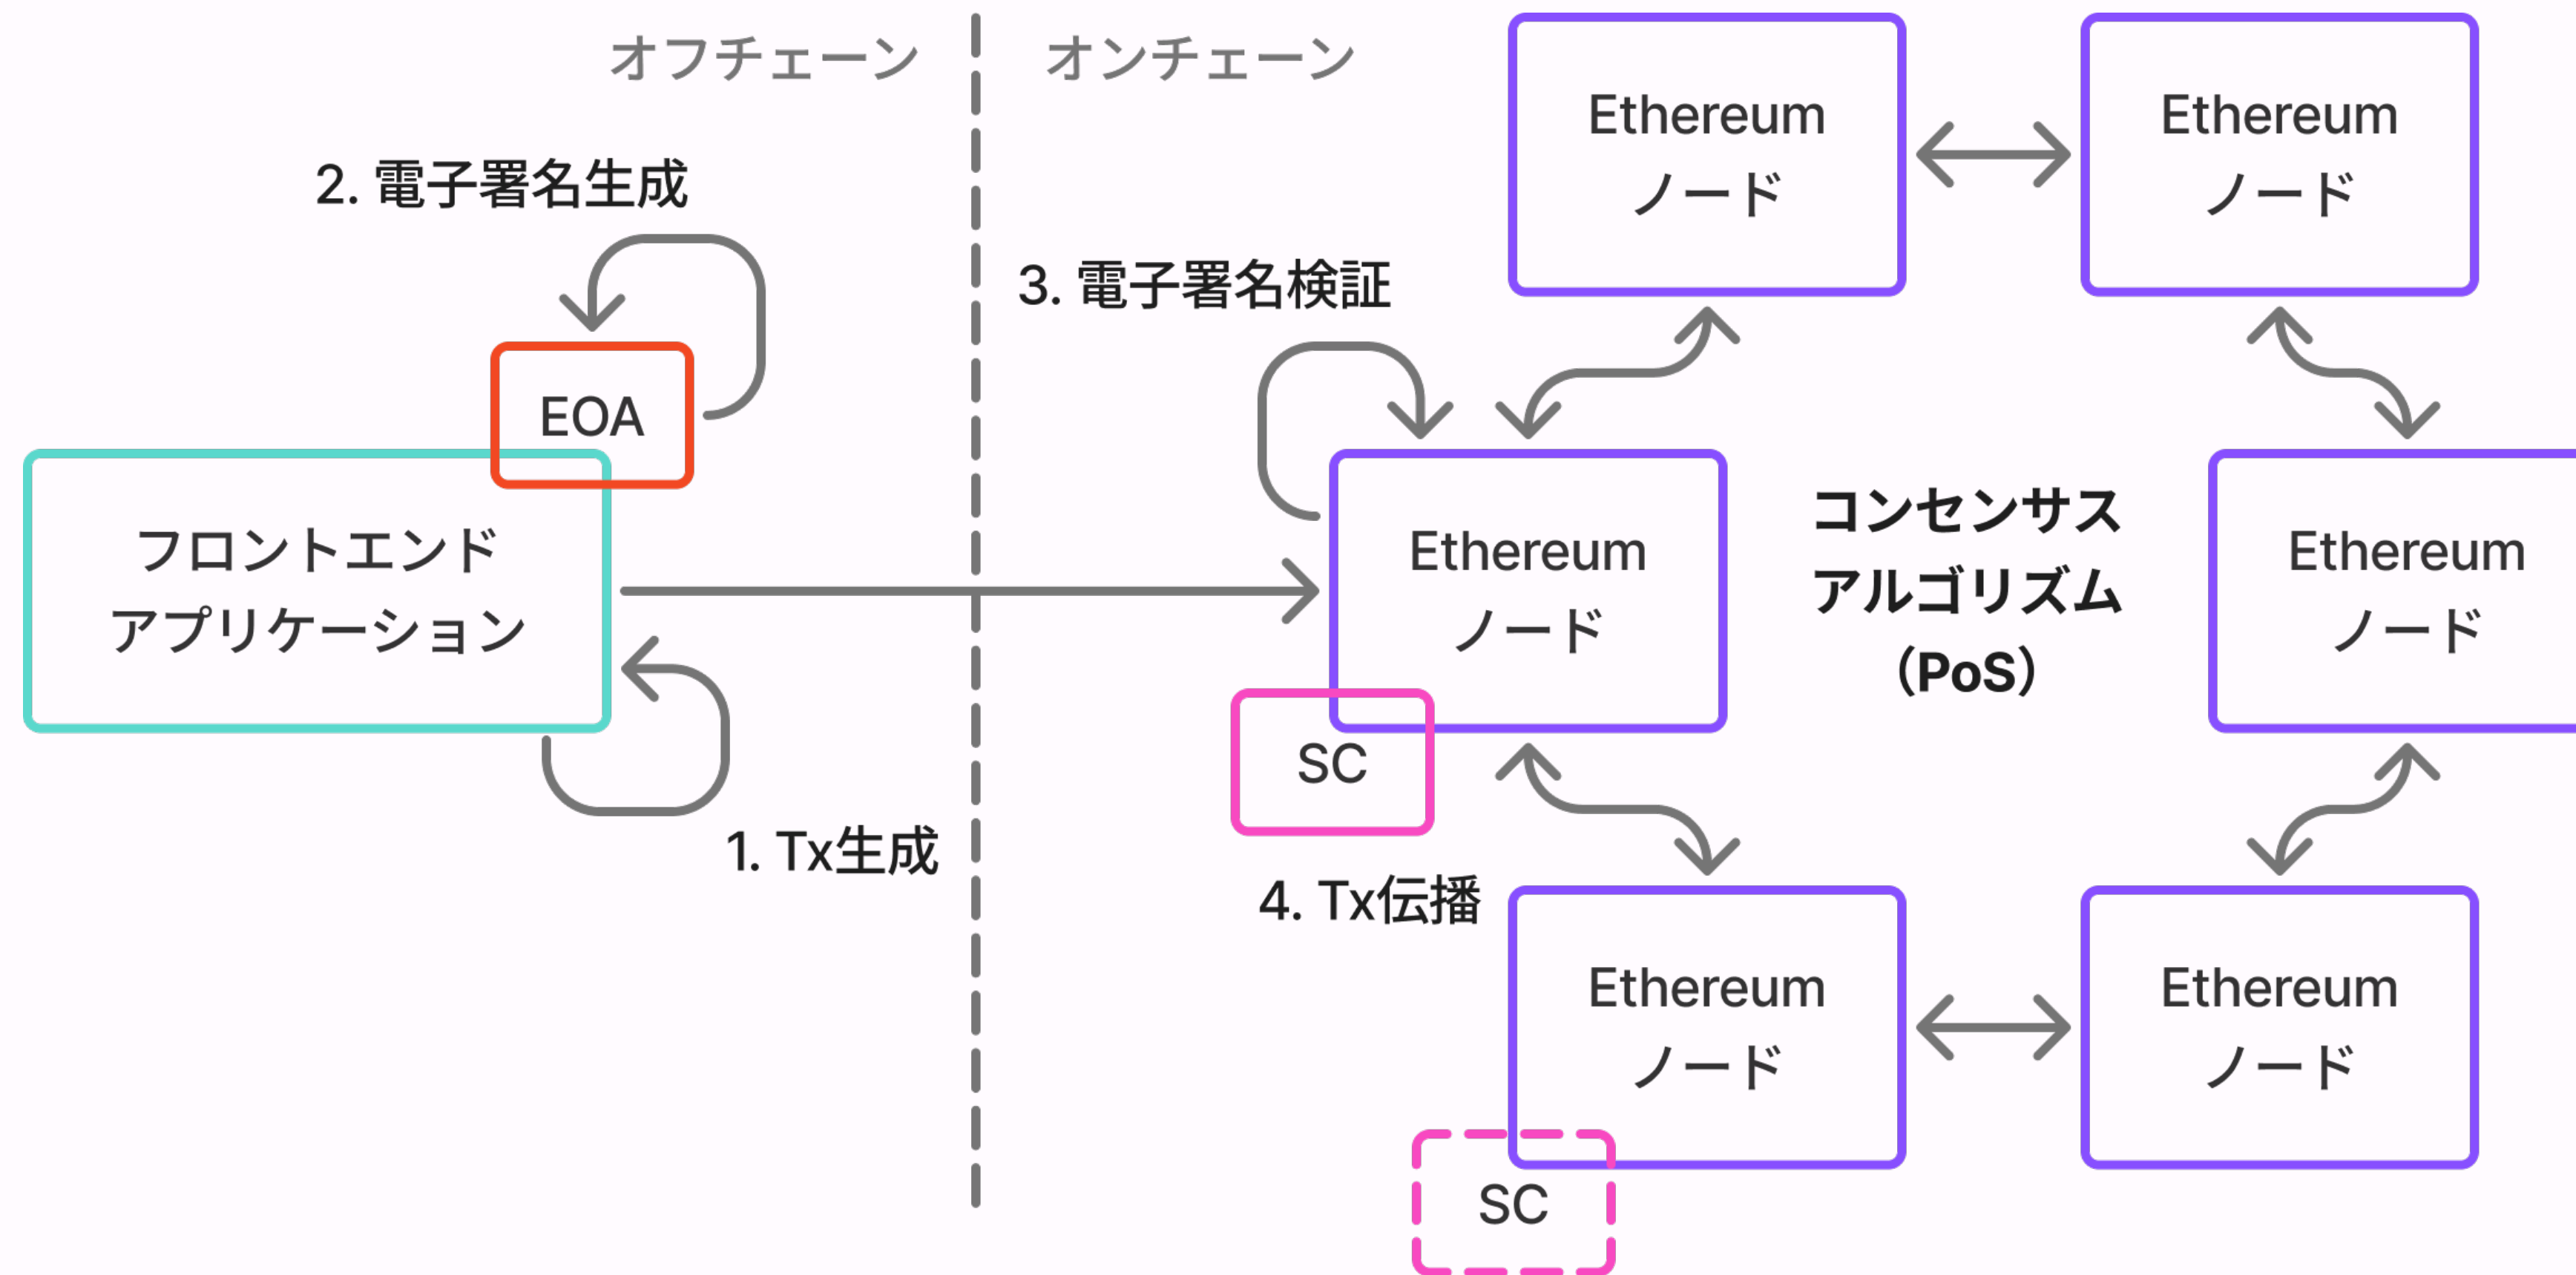 オフチェーン
オンチェーン
Ethereum
ノード
Ethereum
ノード
2. 電子署名生成
3. 電子署名検証
EOA
フロントエンド
アプリケーション
Ethereum
ノード
コンセンサス
アルゴリズム
（PoS）
Ethereum
ノード
SC
1. Tx生成
4. Tx伝播
Ethereum
ノード
Ethereum
ノード
SC